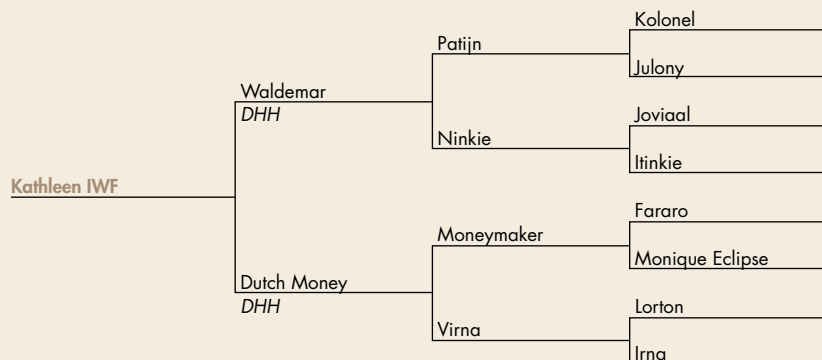 Kolonel
Patijn
Julony
Waldemar
DHH
Joviaal
Ninkie
Itinkie
Kathleen IWF
Fararo
Moneymaker
Monique Eclipse
Dutch Money
DHH
Lorton
Virna
Irna